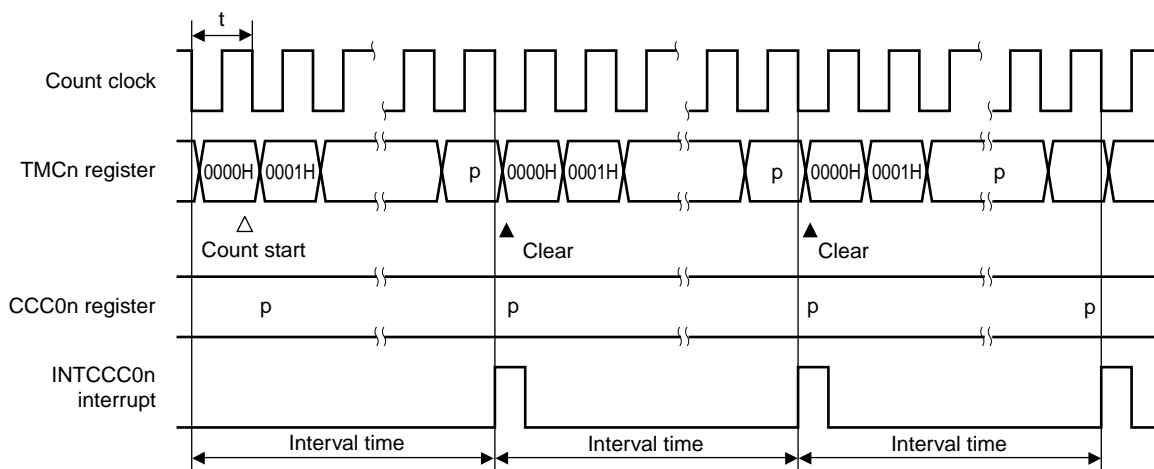 t
Count clock
TMCn register
0000H 0001H p 0000H 0001H p 0000H 0001H p
Count start Clear Clear
CCC0n register
p p p p
INTCCC0n
interrupt
Interval time Interval time Interval time